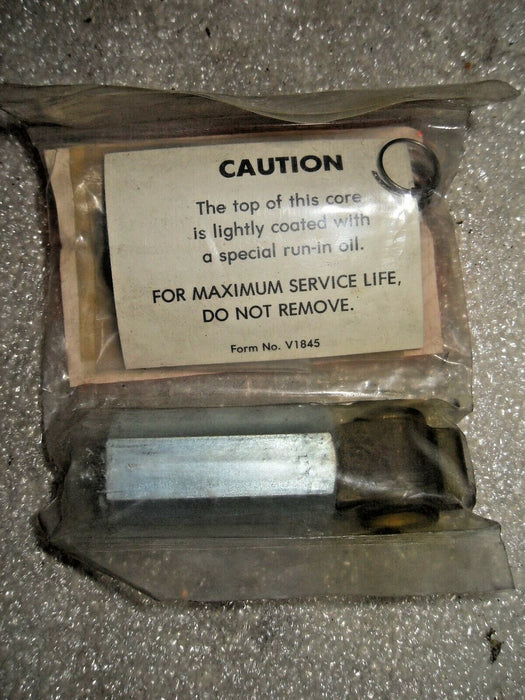 CAUTION
The top of this core
is lightly coated with
a special run-in oil.
FOR MAXIMUM SERVICE LIFE,
DO NOT REMOVE.
Form No. V1845